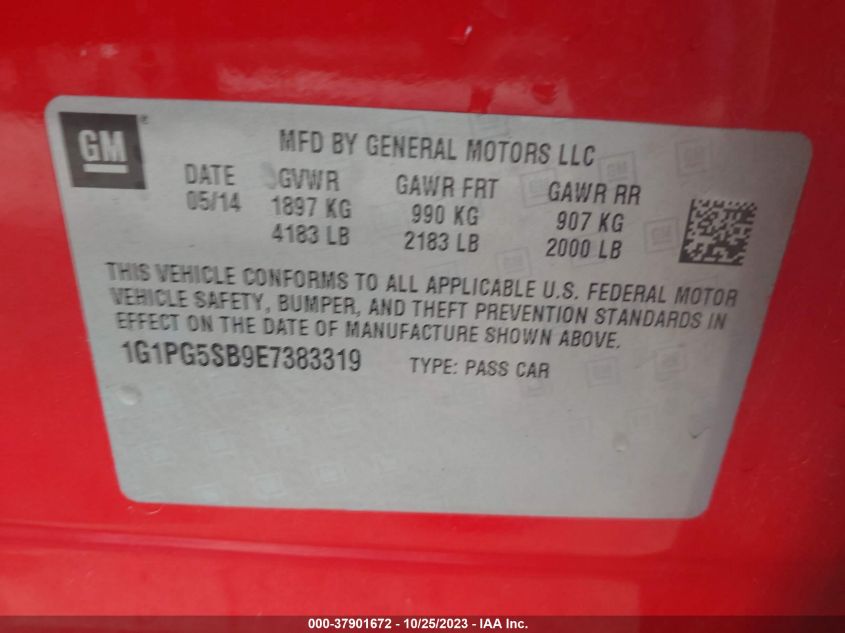 GM®
MFD BY GENERAL MOTORS LLC
DATE GVWR GAWR FRT GAWR RR
05/14 1897 KG 990 KG 907 KG
4183 LB 2183 LB 2000 LB
THIS VEHICLE CONFORMS TO ALL APPLICABLE U.S. FEDERAL MOTOR
VEHICLE SAFETY, BUMPER, AND THEFT PREVENTION STANDARDS IN
EFFECT ON THE DATE OF MANUFACTURE SHOWN ABOVE.
1G1PG5SB9E7383319 TYPE: PASS CAR
000-37901672 - 10/25/2023 - IAA Inc.